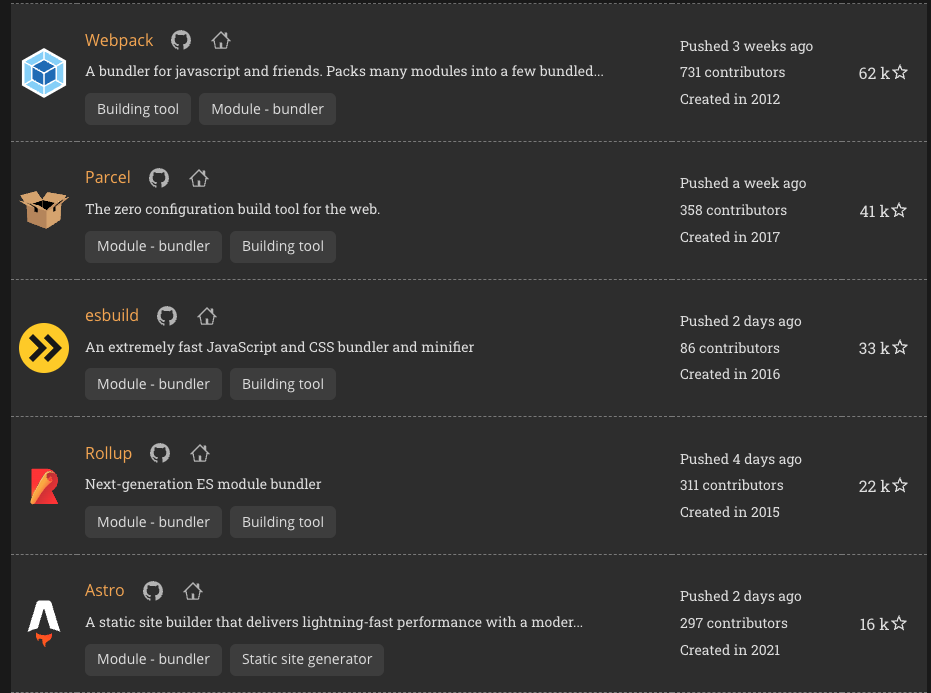 Webpack
A bundler for javascript and friends. Packs many modules into a few bundled...
Building tool Module - bundler
Pushed 3 weeks ago
731 contributors
Created in 2012
62 k
Parcel
The zero configuration build tool for the web.
Module - bundler Building tool
Pushed a week ago
358 contributors
Created in 2017
41 k
esbuild
An extremely fast JavaScript and CSS bundler and minifier
Module - bundler Building tool
Pushed 2 days ago
86 contributors
Created in 2016
33 k
Rollup
Next-generation ES module bundler
Module - bundler Building tool
Pushed 4 days ago
311 contributors
Created in 2015
22 k
Astro
A static site builder that delivers lightning-fast performance with a moder...
Module - bundler Static site generator
Pushed 2 days ago
297 contributors
Created in 2021
16 k